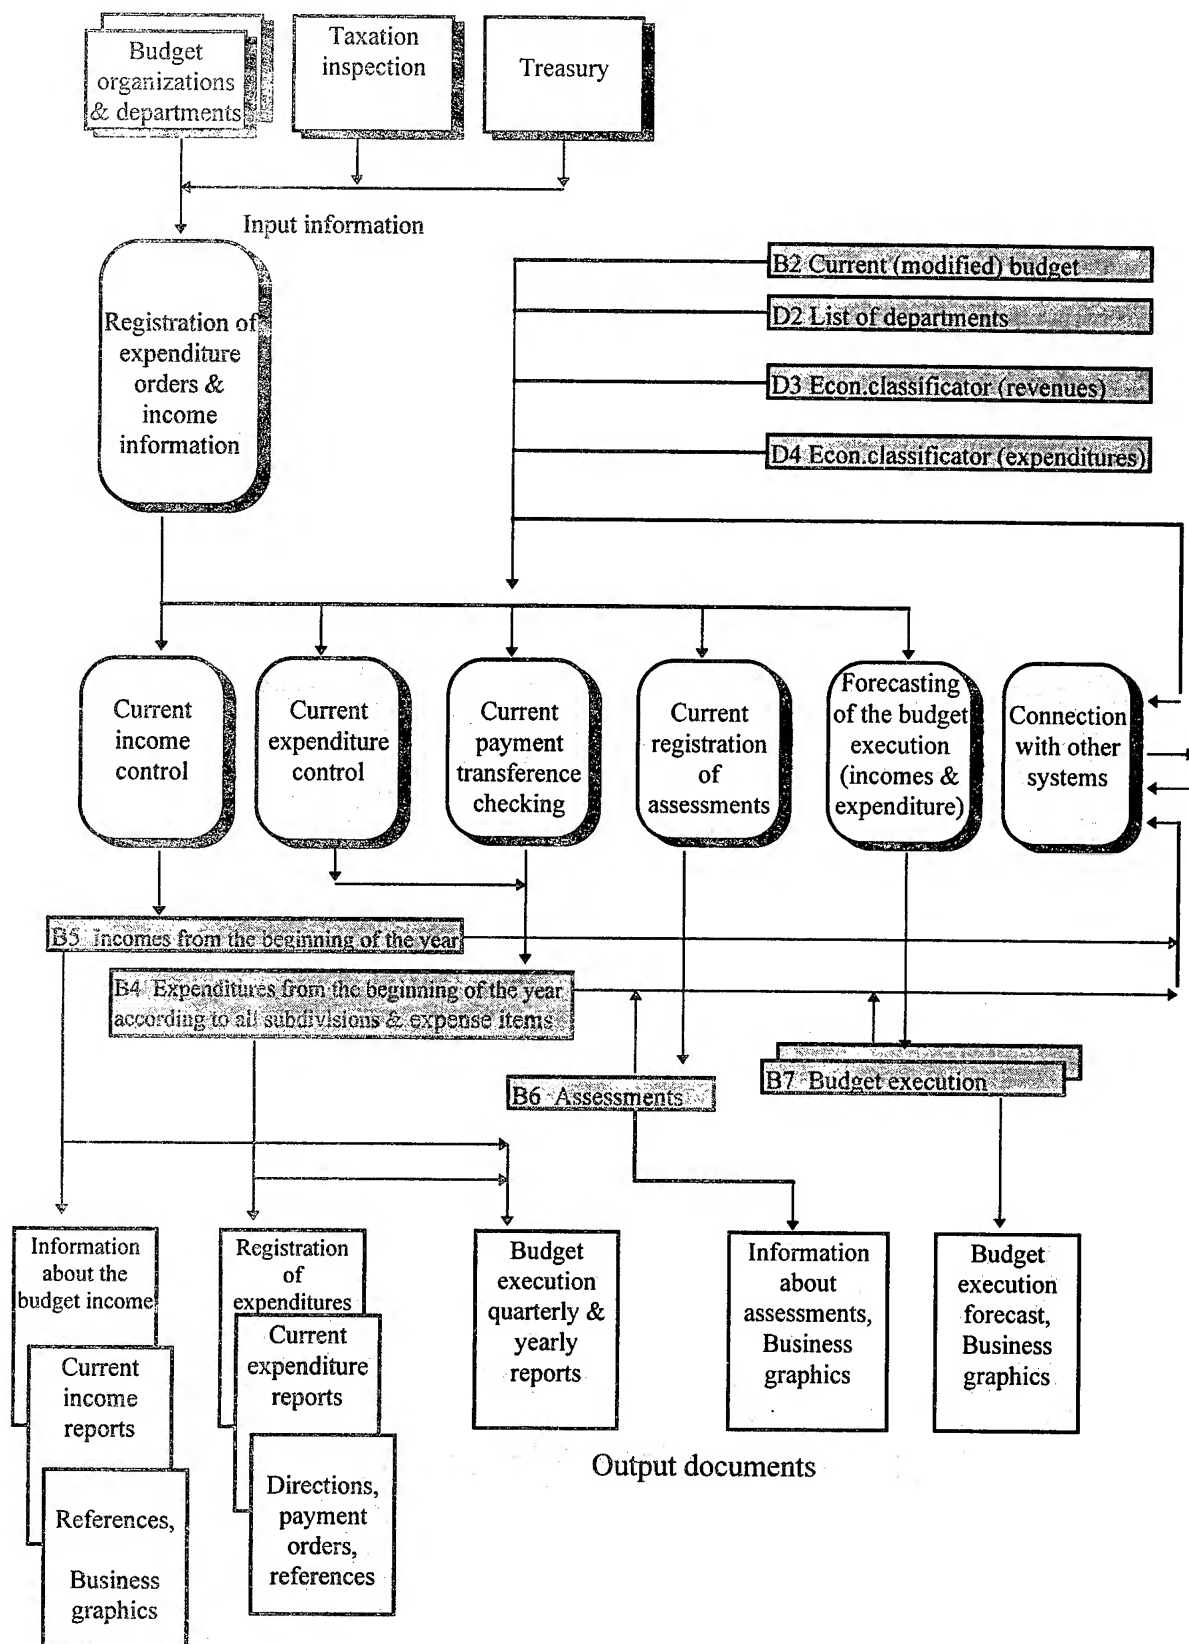 Budget
organizations
& departments
Taxation
inspection
Treasury
Input information
Registration of
expenditure
orders &
income
information
B2 Current (modified) budget
D2 List of departments
D3 Econ.classificator (revenues)
D4 Econ.classificator (expenditures)
Current
income
control
Current
expenditure
control
Current
payment
transference
checking
Current
registration
of
assessments
Forecasting
of the budget
execution
(incomes &
expenditure)
Connection
with other
systems
B5 Incomes from the beginning of the year
B4 Expenditures from the beginning of the year
according to all subdivisions & expense items
B6 Assessments
B7 Budget execution
Information
about the
budget income
Current
income
reports
References,
Business
graphics
Registration
of
expenditures
Current
expenditure
reports
Directions,
payment
orders,
references
Budget
execution
quarterly &
yearly
reports
Information
about
assessments,
Business
graphics
Budget
execution
forecast,
Business
graphics
Output documents